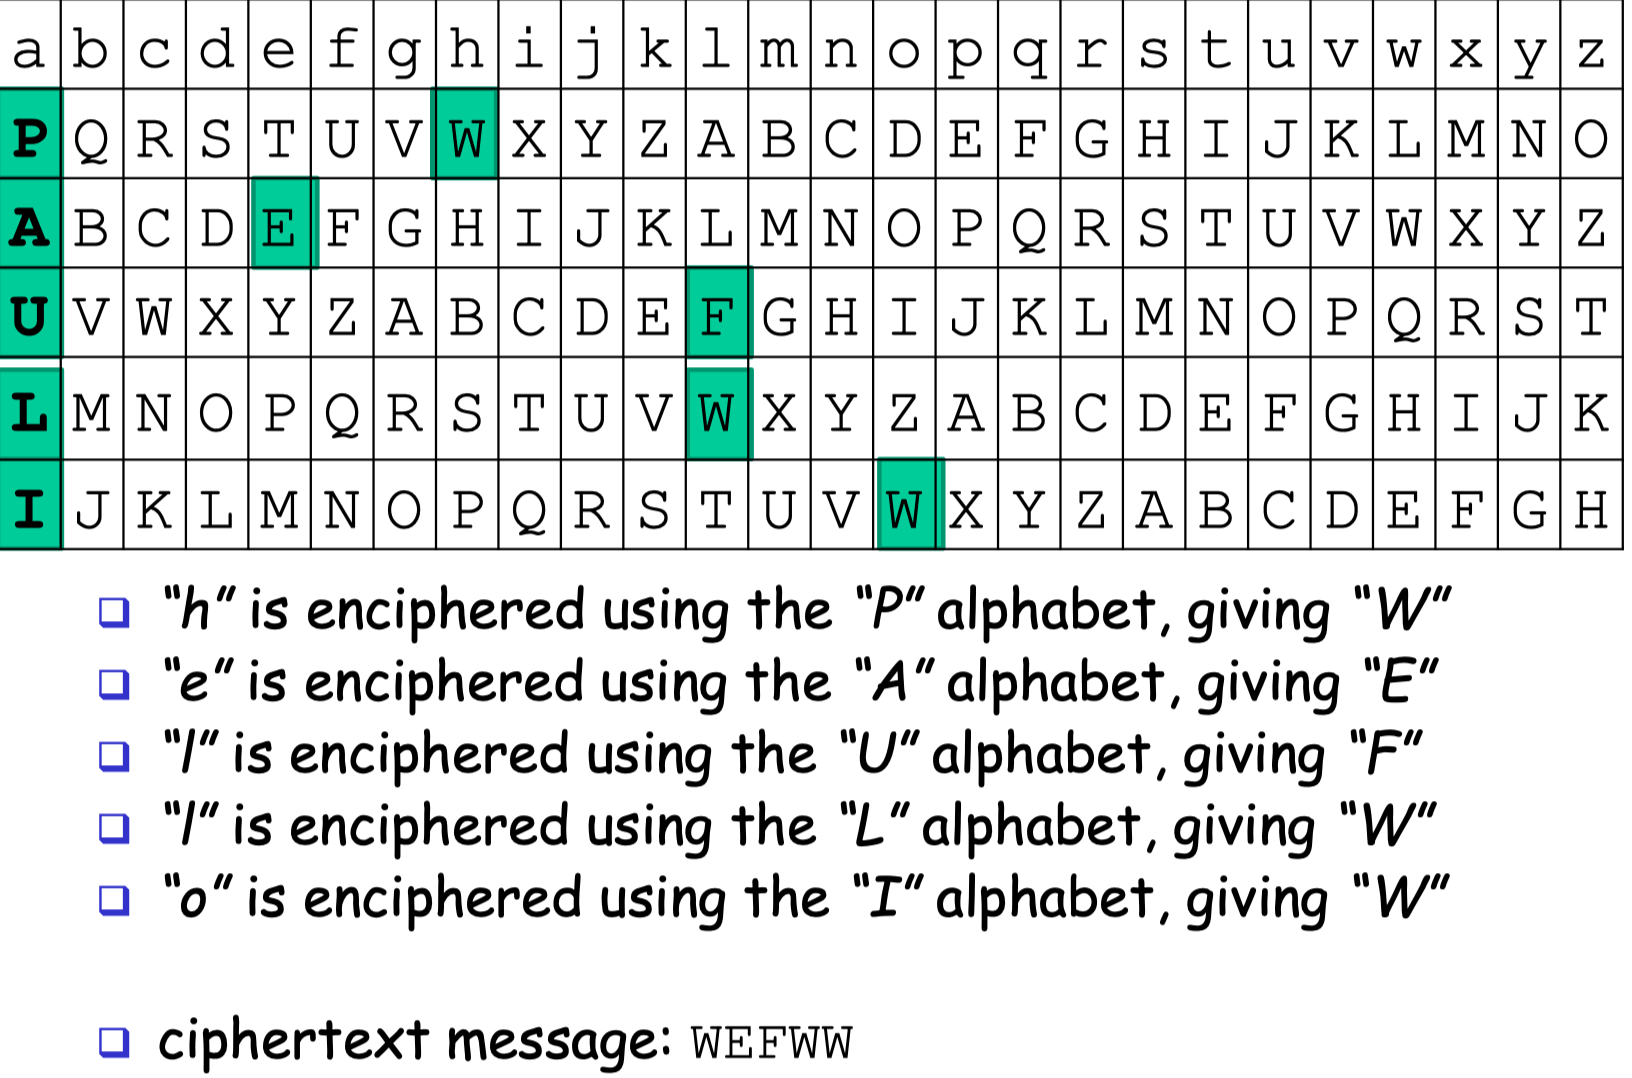 a b c d e f g h i j k l m n o p q r s t u v w x y z
P Q R S T U V W X Y Z A B C D E F G H I J K L M N O
A B C D E F G H I J K L M N O P Q R S T U V W X Y Z
U V W X Y Z A B C D E F G H I J K L M N O P Q R S T
L M N O P Q R S T U V W X Y Z A B C D E F G H I J K
I J K L M N O P Q R S T U V W X Y Z A B C D E F G H
❑ “h” is enciphered using the “P” alphabet, giving “W”
❑ “e” is enciphered using the “A” alphabet, giving “E”
❑ “l” is enciphered using the “U” alphabet, giving “F”
❑ “l” is enciphered using the “L” alphabet, giving “W”
❑ “o” is enciphered using the “I” alphabet, giving “W”
❑ ciphertext message: WEFWW